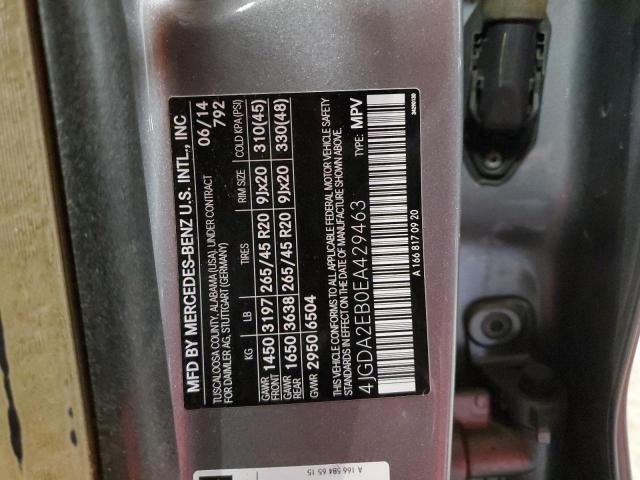 MFD BY MERCEDES-BENZ U.S. INTL., INC
TUSCALOOSA COUNTY, ALABAMA (USA), UNDER CONTRACT
FOR DAIMLER AG, STUTTGART (GERMANY)
06/14
792
KG LB TIRES RIM SIZE COLD KPA(PSI)
GAWR FRONT 1450 3197 265/45 R20 9Jx20 310(45)
GAWR REAR 1650 3638 265/45 R20 9Jx20 330(48)
GVWR 2950 6504
THIS VEHICLE CONFORMS TO ALL APPLICABLE FEDERAL MOTOR VEHICLE SAFETY
STANDARDS IN EFFECT ON THE DATE OF MANUFACTURE SHOWN ABOVE.
4JGDA2EB0EA429463
TYPE: MPV
A 166 817 09 20
A 166 584 65 15